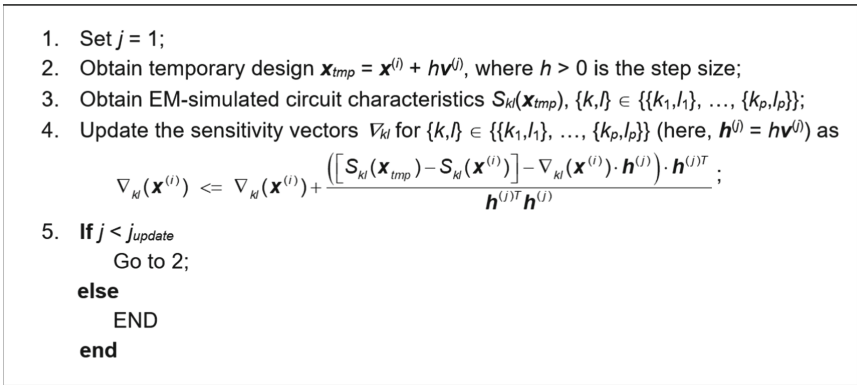 1. Set j = 1;
2. Obtain temporary design x_tmp = x^(i) + hv^(j), where h > 0 is the step size;
3. Obtain EM-simulated circuit characteristics S_kl(x_tmp), {k,l} ∈ {{k_1,l_1}, …, {k_p,l_p}};
4. Update the sensitivity vectors ∇_kl for {k,l} ∈ {{k_1,l_1}, …, {k_p,l_p}} (here, h^(j) = hv^(j)) as
∇_kl(x^(i)) <= ∇_kl(x^(i)) + (([S_kl(x_tmp) – S_kl(x^(i))] – ∇_kl(x^(i)) · h^(j)) · h^(j)T) / (h^(j)T h^(j)) ;
5. If j < j_update
Go to 2;
else
END
end